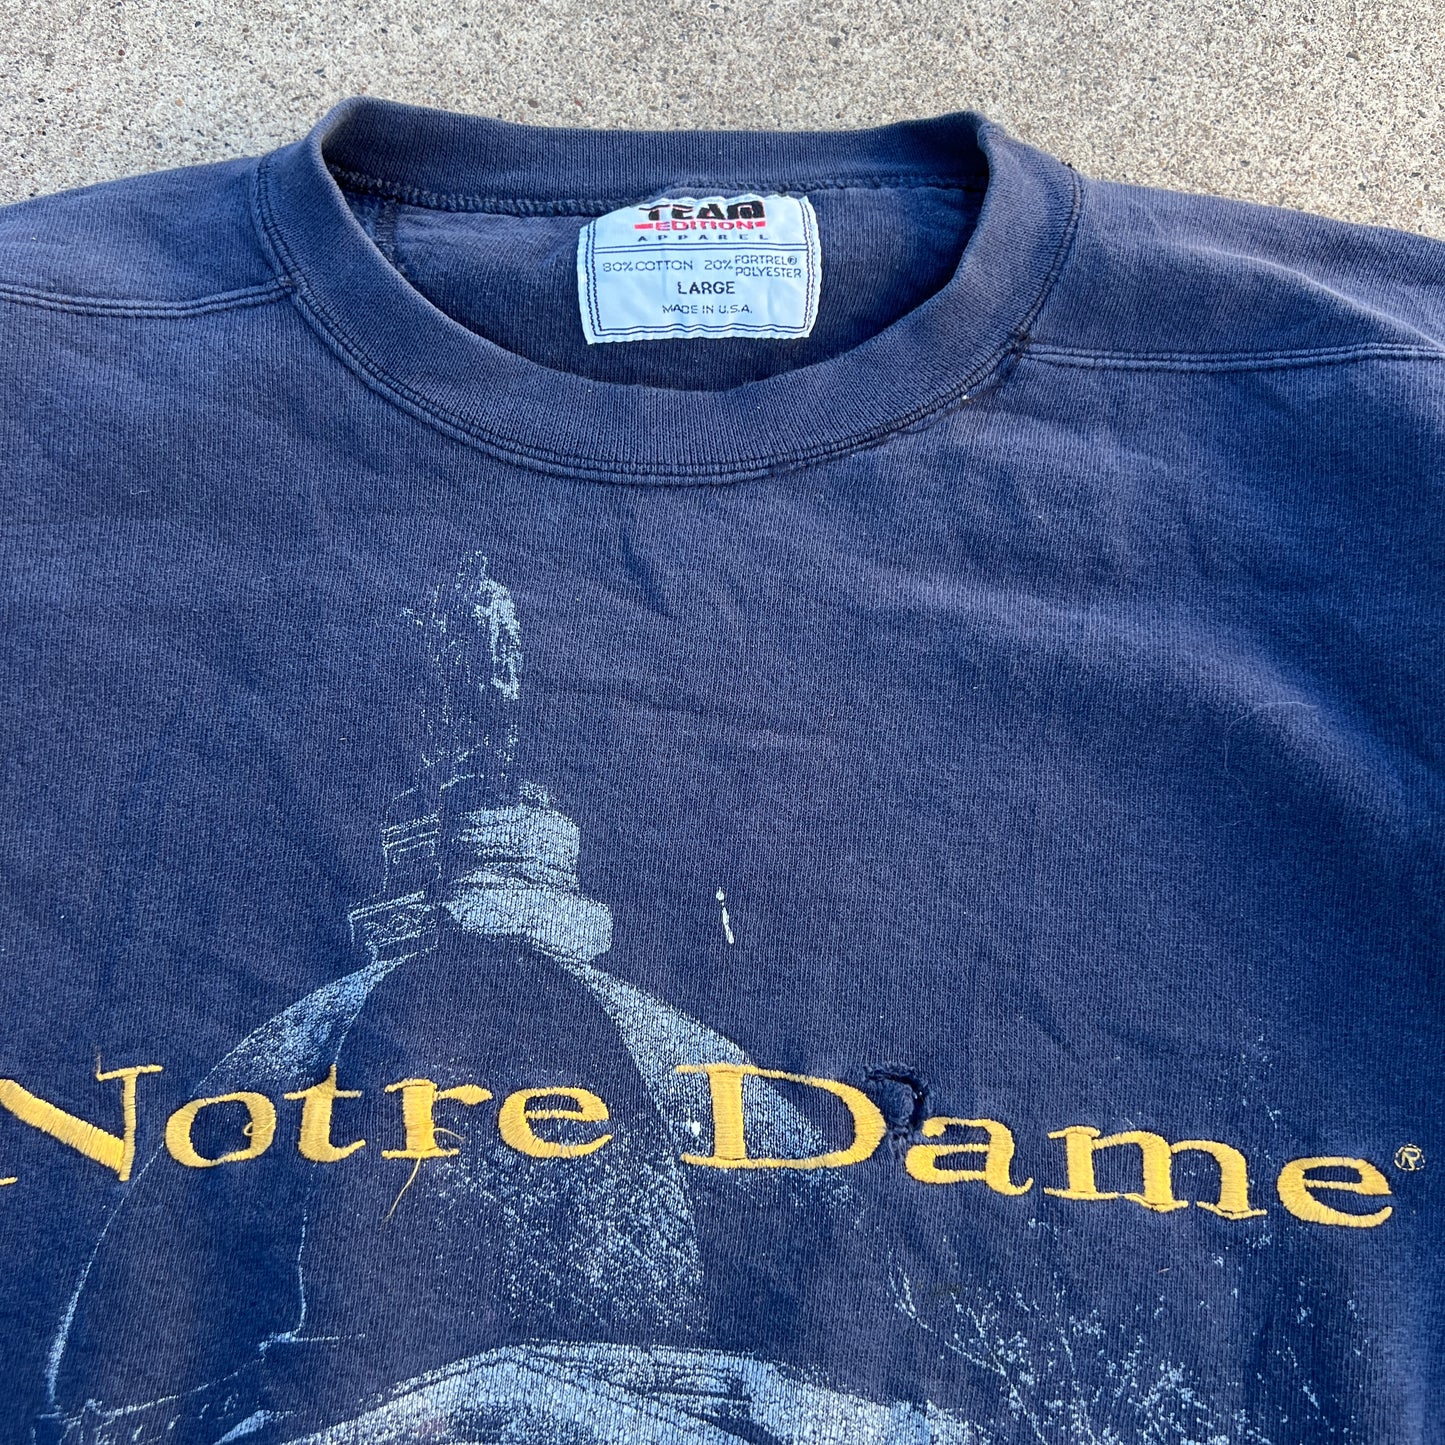 TEAM
EDITION
APPAREL
80% COTTON 20% FORTREL®
POLYESTER
LARGE
MADE IN U.S.A.
Notre Dame®